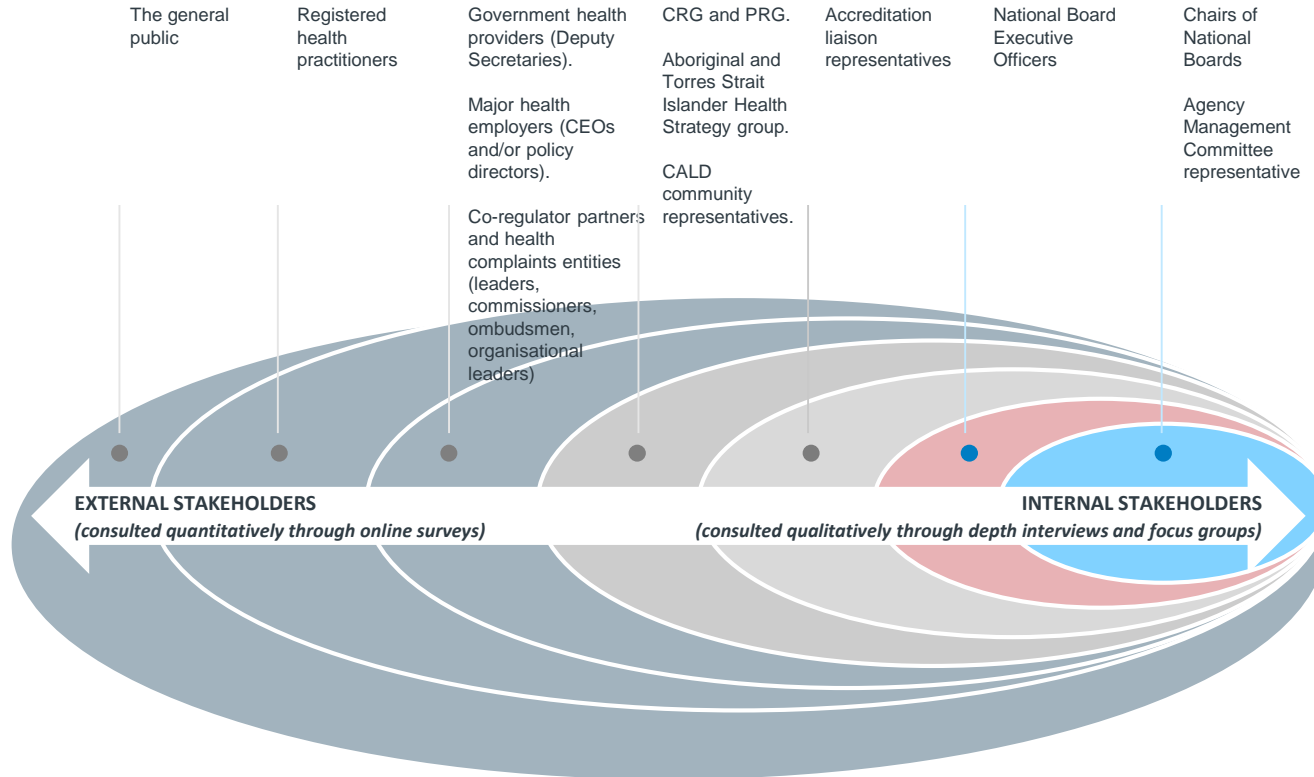 The general
public
Registered
health
practitioners
Government health
providers (Deputy
Secretaries).
Major health
employers (CEOs
and/or policy
directors).
Co-regulator partners
and health
complaints entities
(leaders,
commissioners,
ombudsmen,
organisational
leaders)
CRG and PRG.
Aboriginal and
Torres Strait
Islander Health
Strategy group.
CALD
community
representatives.
Accreditation
liaison
representatives
National Board
Executive
Officers
Chairs of
National
Boards
Agency
Management
Committee
representative
EXTERNAL STAKEHOLDERS
(consulted quantitatively through online surveys)
INTERNAL STAKEHOLDERS
(consulted qualitatively through depth interviews and focus groups)